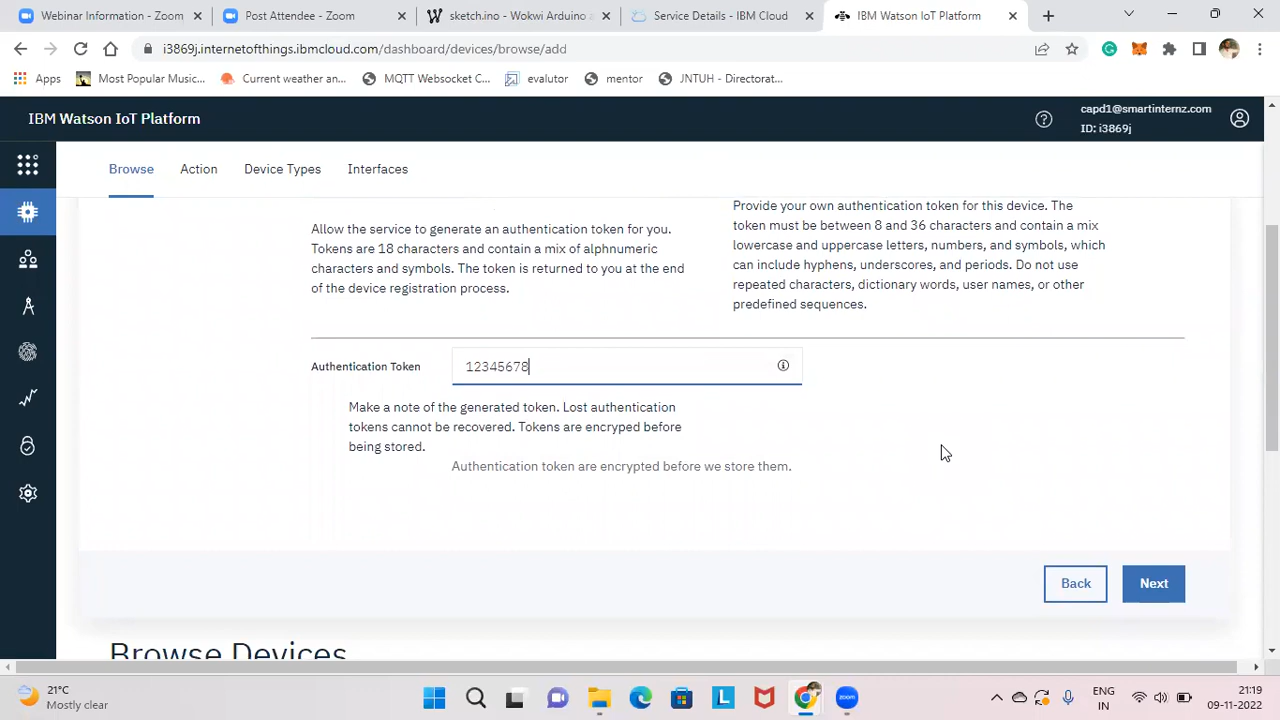 Webinar Information - Zoom
Post Attendee - Zoom
sketch.ino - Wokwi Arduino a
Service Details - IBM Cloud
IBM Watson IoT Platform
i3869j.internetofthings.ibmcloud.com/dashboard/devices/browse/add
Apps
Most Popular Music...
Current weather an...
MQTT Websocket C...
evalutor
mentor
JNTUH - Directorat...
IBM Watson IoT Platform
capd1@smartinternz.com
ID: i3869j
Browse
Action
Device Types
Interfaces
Allow the service to generate an authentication token for you.
Tokens are 18 characters and contain a mix of alphnumeric
characters and symbols. The token is returned to you at the end
of the device registration process.
Provide your own authentication token for this device. The
token must be between 8 and 36 characters and contain a mix
lowercase and uppercase letters, numbers, and symbols, which
can include hyphens, underscores, and periods. Do not use
repeated characters, dictionary words, user names, or other
predefined sequences.
Authentication Token
12345678
Make a note of the generated token. Lost authentication
tokens cannot be recovered. Tokens are encryped before
being stored.
Authentication token are encrypted before we store them.
Back
Next
Browse Devices
21°C
Mostly clear
L
zoom
ENG
IN
21:19
09-11-2022